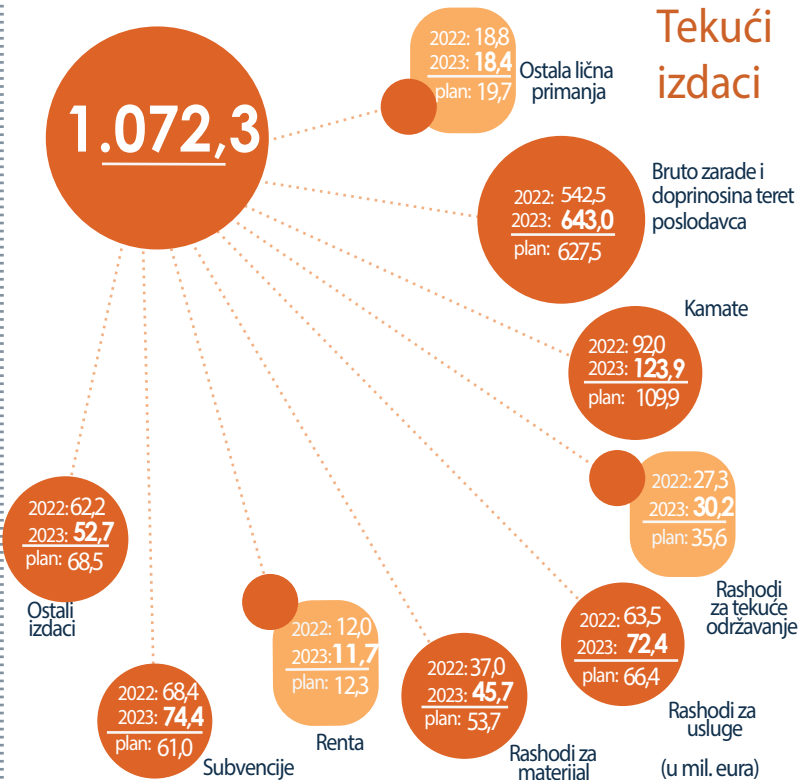 Tekući
izdaci
1.072,3
2022: 18,8
2023: 18,4
plan: 19,7
Ostala lična
primanja
2022: 542,5
2023: 643,0
plan: 627,5
Bruto zarade i
doprinosina teret
poslodavca
Kamate
2022: 92,0
2023: 123,9
plan: 109,9
2022: 27,3
2023: 30,2
plan: 35,6
Rashodi
za tekuće
održavanje
2022: 63,5
2023: 72,4
plan: 66,4
Rashodi za
usluge
2022: 37,0
2023: 45,7
plan: 53,7
Rashodi za
materijal
2022: 12,0
2023: 11,7
plan: 12,3
Renta
2022: 68,4
2023: 74,4
plan: 61,0
Subvencije
2022: 62,2
2023: 52,7
plan: 68,5
Ostali
izdaci
(u mil. eura)